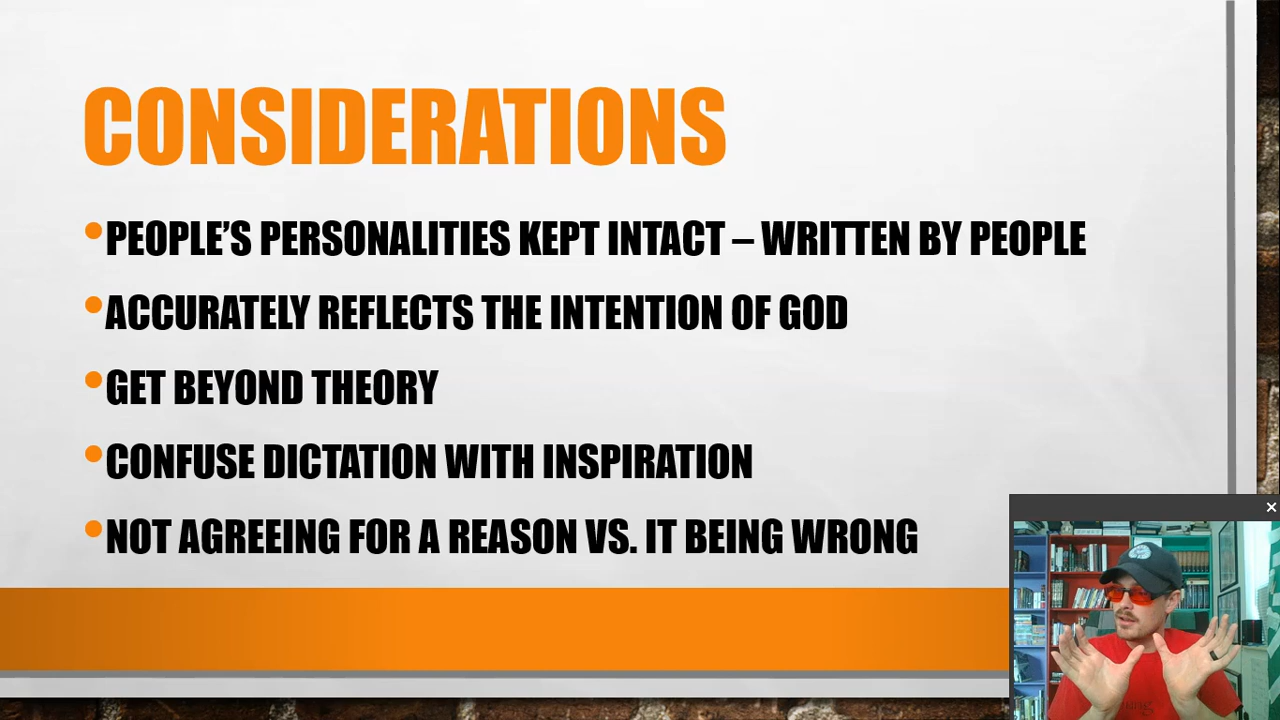 CONSIDERATIONS
•PEOPLE’S PERSONALITIES KEPT INTACT – WRITTEN BY PEOPLE
•ACCURATELY REFLECTS THE INTENTION OF GOD
•GET BEYOND THEORY
•CONFUSE DICTATION WITH INSPIRATION
•NOT AGREEING FOR A REASON VS. IT BEING WRONG